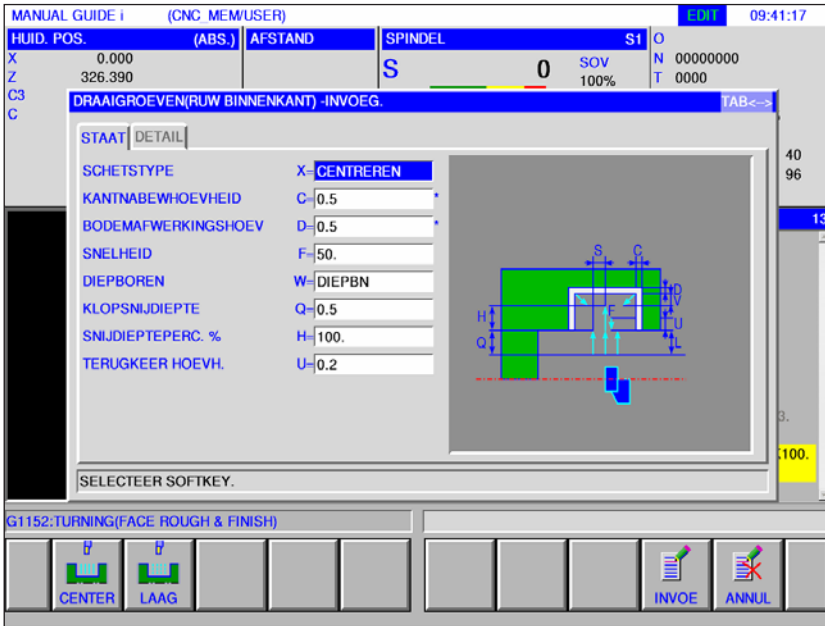 MANUAL GUIDE i (CNC_MEM/USER) EDIT 09:41:17
HUID. POS. (ABS.) AFSTAND SPINDEL S1 O
X 0.000 N 00000000
Z 326.390 S 0 SOV 100% T 0000
C3
C
DRAAIGROEVEN(RUW BINNENKANT) -INVOEG. TAB<-->
STAAT DETAIL
SCHETSTYPE X= CENTREREN
KANTNABEWHOEVHEID C= 0.5 *
BODEMAFWERKINGSHOEV D= 0.5 *
SNELHEID F= 50.
DIEPBOREN W= DIEPBN
KLOPSNIJDIEPTE Q= 0.5
SNIJDIEPTEPERC. % H= 100.
TERUGKEER HOEVH. U= 0.2
S C
D
V
H F U
Q L
40
96
13
3.
X100.
SELECTEER SOFTKEY.
G1152:TURNING(FACE ROUGH & FINISH)
CENTER LAAG INVOE ANNUL